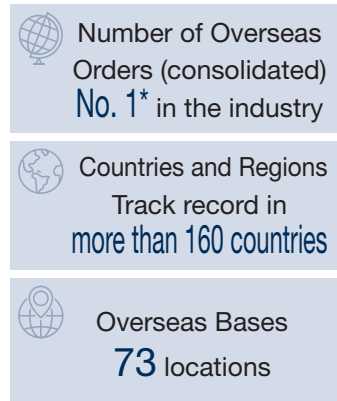 Number of Overseas
Orders (consolidated)
No. 1* in the industry
Countries and Regions
Track record in
more than 160 countries
Overseas Bases
73 locations